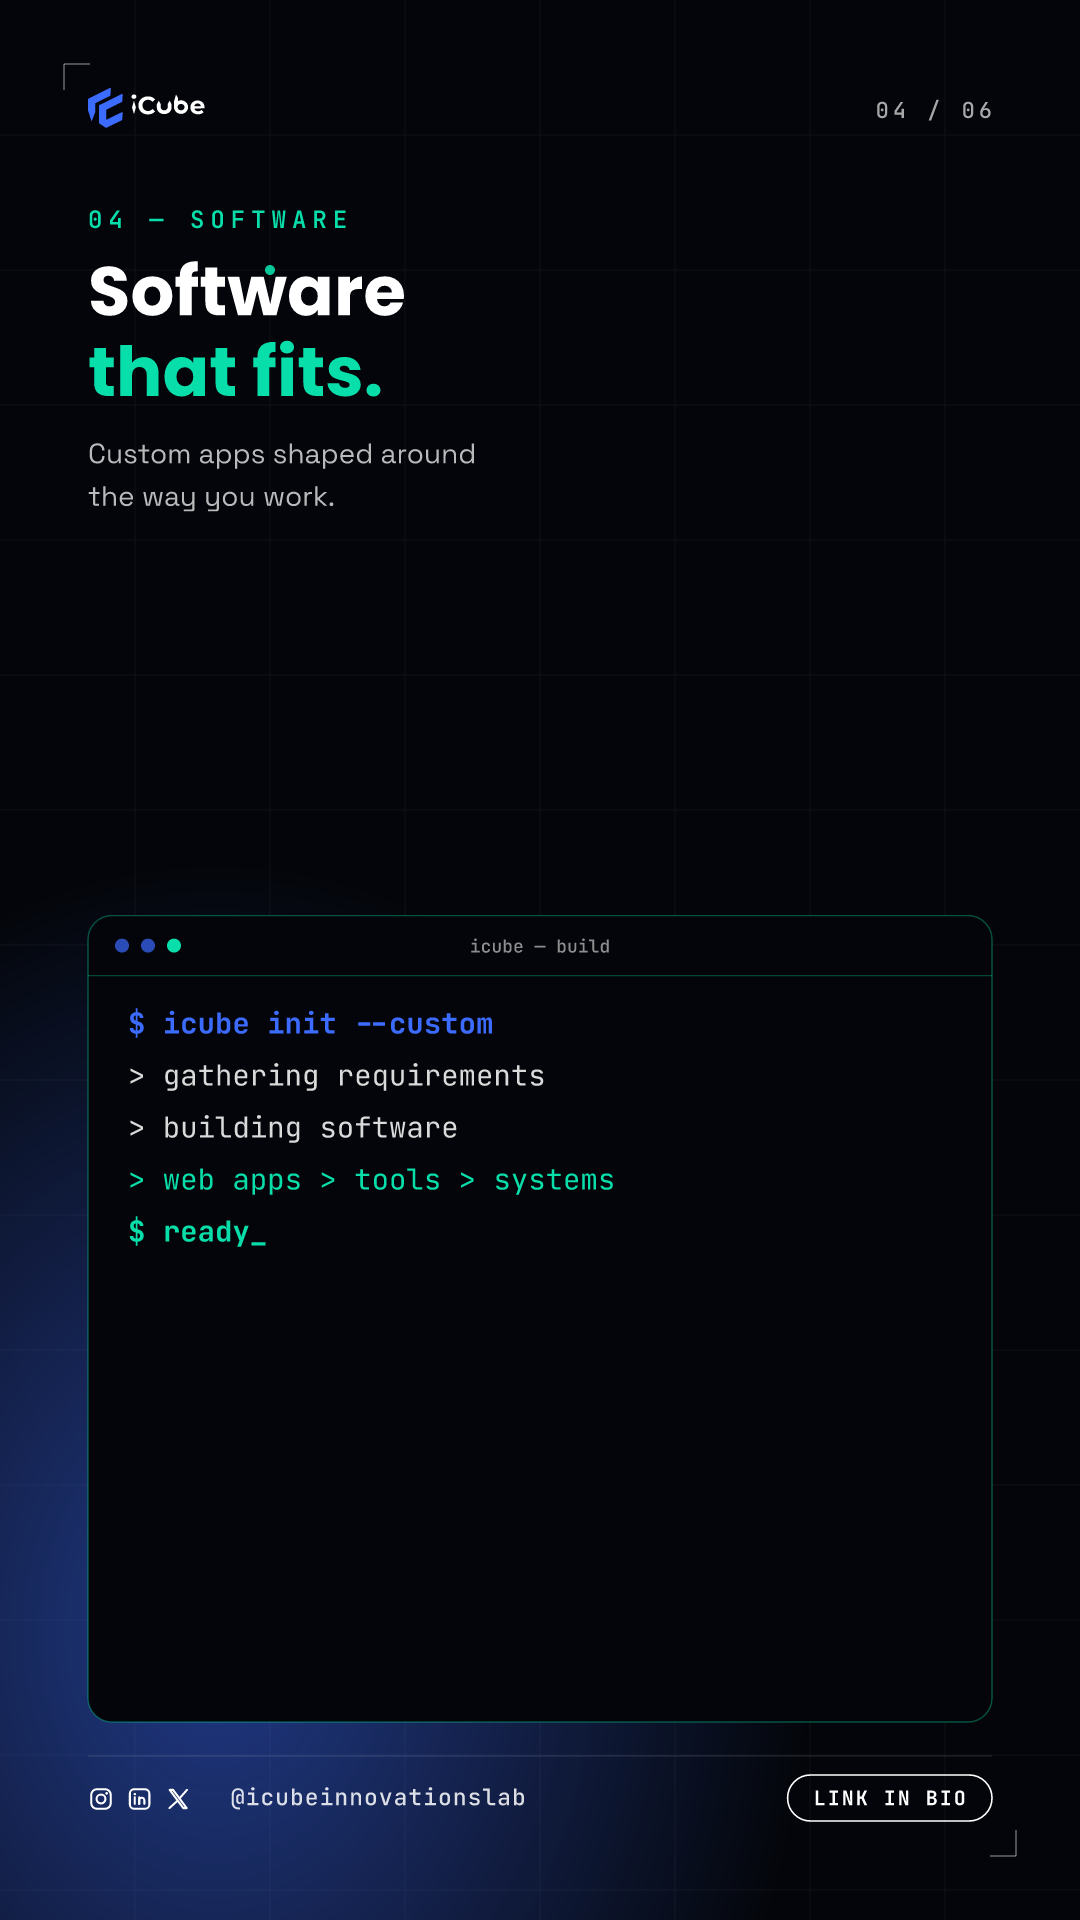 iCube
04 / 06
04 — SOFTWARE
Software
that fits.
Custom apps shaped around
the way you work.
icube — build
$ icube init --custom
> gathering requirements
> building software
> web apps > tools > systems
$ ready_
@icubeinnovationslab
LINK IN BIO